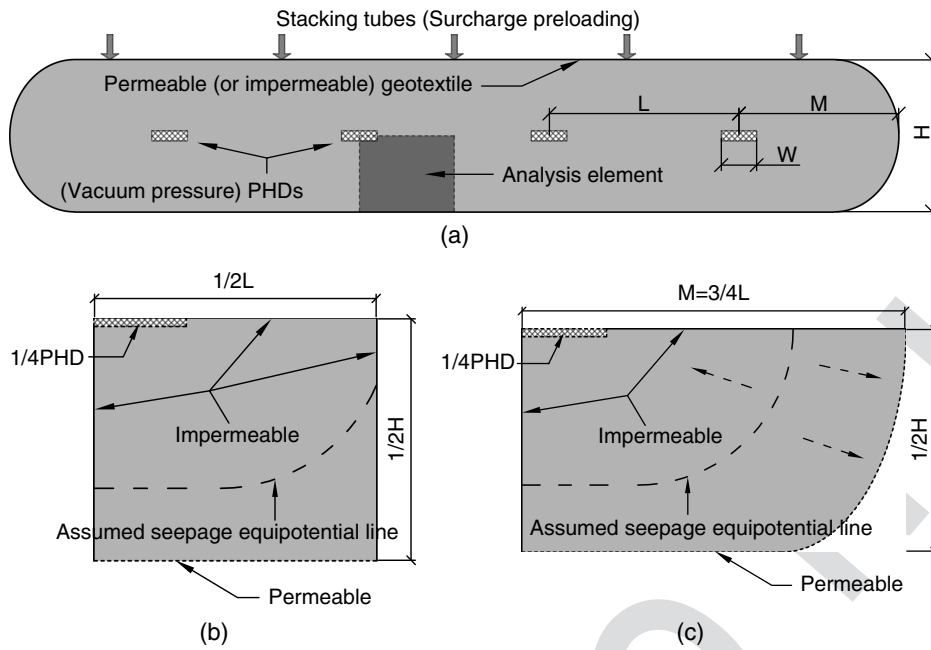 Stacking tubes (Surcharge preloading)
Permeable (or impermeable) geotextile
L
M
H
W
(Vacuum pressure) PHDs
Analysis element
(a)
1/2L
1/4PHD
Impermeable
1/2H
Assumed seepage equipotential line
Permeable
(b)
M=3/4L
1/4PHD
Impermeable
1/2H
Assumed seepage equipotential line
Permeable
(c)